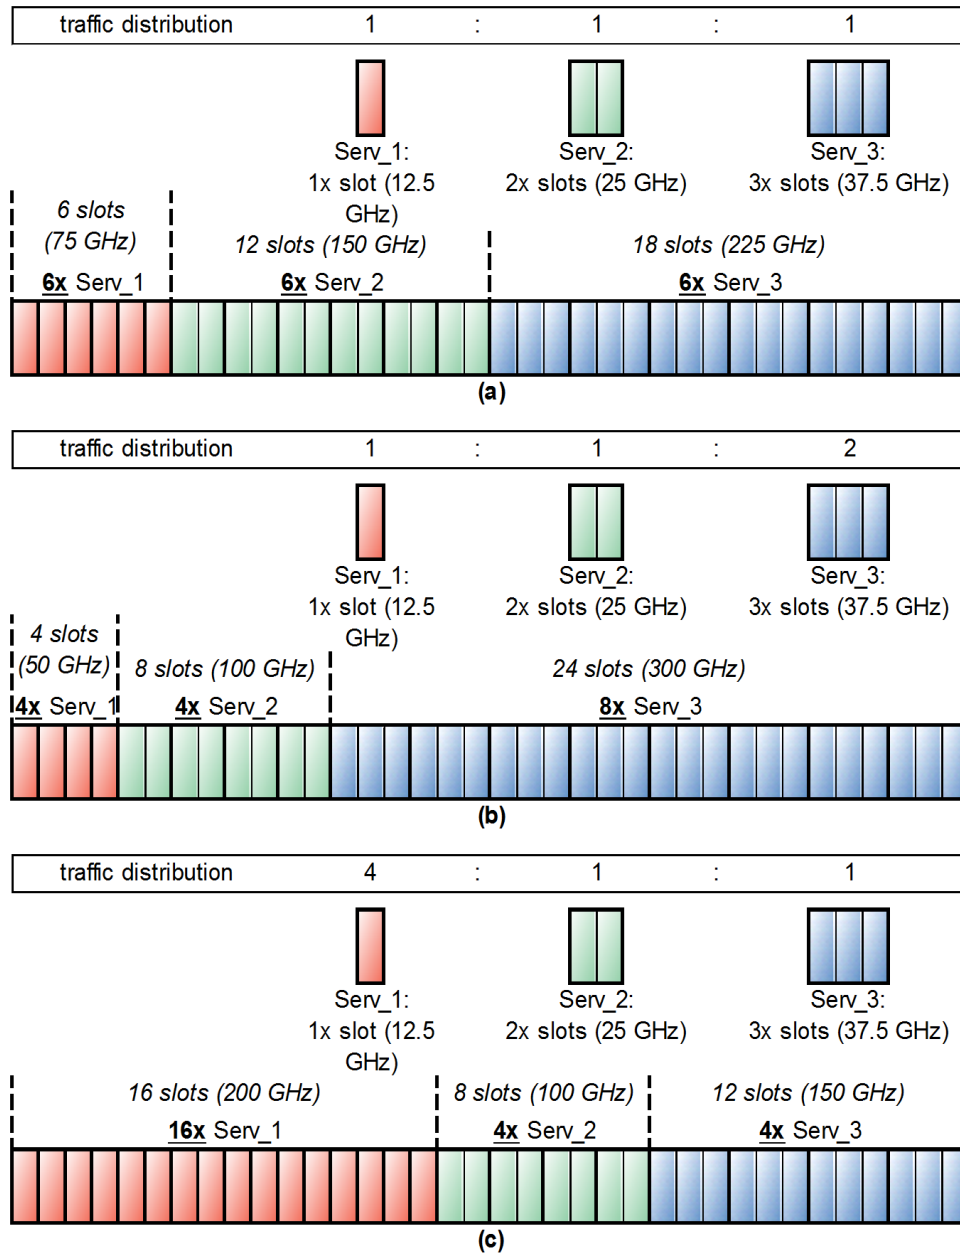 traffic distribution 1 : 1 : 1
Serv_1: Serv_2: Serv_3:
1x slot (12.5 GHz) 2x slots (25 GHz) 3x slots (37.5 GHz)
6 slots (75 GHz) 12 slots (150 GHz) 18 slots (225 GHz)
6x Serv_1 6x Serv_2 6x Serv_3
(a)
traffic distribution 1 : 1 : 2
Serv_1: Serv_2: Serv_3:
1x slot (12.5 GHz) 2x slots (25 GHz) 3x slots (37.5 GHz)
4 slots (50 GHz) 8 slots (100 GHz) 24 slots (300 GHz)
4x Serv_1 4x Serv_2 8x Serv_3
(b)
traffic distribution 4 : 1 : 1
Serv_1: Serv_2: Serv_3:
1x slot (12.5 GHz) 2x slots (25 GHz) 3x slots (37.5 GHz)
16 slots (200 GHz) 8 slots (100 GHz) 12 slots (150 GHz)
16x Serv_1 4x Serv_2 4x Serv_3
(c)